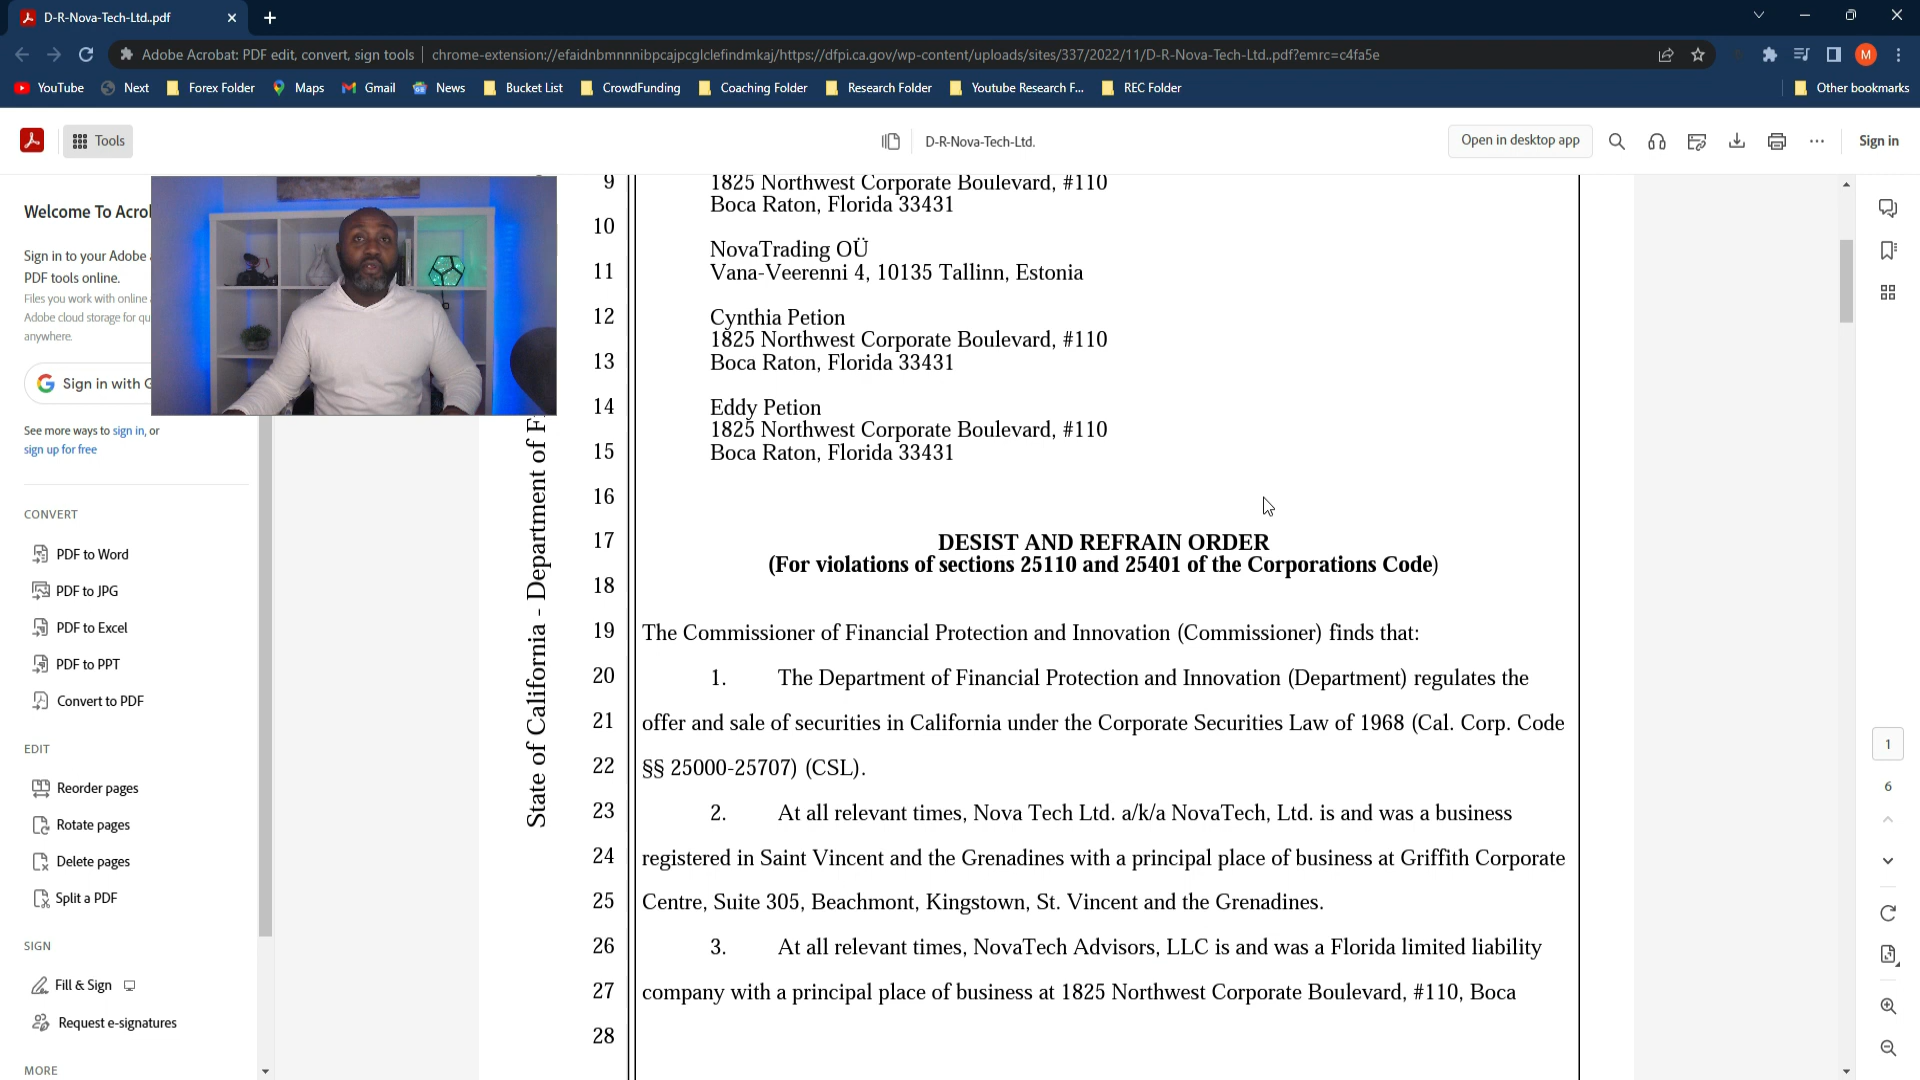 D-R-Nova-Tech-Ltd..pdf
Adobe Acrobat: PDF edit, convert, sign tools
chrome-extension://efaidnbmnnnibpcajpcglclefindmkaj/https://dfpi.ca.gov/wp-content/uploads/sites/337/2022/11/D-R-Nova-Tech-Ltd..pdf?emrc=c4fa5e
M
YouTube
Next
Forex Folder
Maps
Gmail
News
Bucket List
CrowdFunding
Coaching Folder
Research Folder
Youtube Research F...
REC Folder
Other bookmarks
Tools
D-R-Nova-Tech-Ltd.
Open in desktop app
Sign in
Welcome To
Sign in to your Adobe
PDF tools online.
Files you work with online
Adobe cloud storage for
anywhere.
Sign in with
See more ways to sign in, or
sign up for free
CONVERT
PDF to Word
PDF to JPG
PDF to Excel
PDF to PPT
Convert to PDF
EDIT
Reorder pages
Rotate pages
Delete pages
Split a PDF
SIGN
Fill & Sign
Request e-signatures
MORE
State of California - Department of
9 1825 Northwest Corporate Boulevard, #110
Boca Raton, Florida 33431
10
NovaTrading OÜ
11 Vana-Veerenni 4, 10135 Tallinn, Estonia
12 Cynthia Petion
1825 Northwest Corporate Boulevard, #110
13 Boca Raton, Florida 33431
14 Eddy Petion
1825 Northwest Corporate Boulevard, #110
15 Boca Raton, Florida 33431
16
17 DESIST AND REFRAIN ORDER
(For violations of sections 25110 and 25401 of the Corporations Code)
18
19 The Commissioner of Financial Protection and Innovation (Commissioner) finds that:
20 1. The Department of Financial Protection and Innovation (Department) regulates the
21 offer and sale of securities in California under the Corporate Securities Law of 1968 (Cal. Corp. Code
22 §§ 25000-25707) (CSL).
23 2. At all relevant times, Nova Tech Ltd. a/k/a NovaTech, Ltd. is and was a business
24 registered in Saint Vincent and the Grenadines with a principal place of business at Griffith Corporate
25 Centre, Suite 305, Beachmont, Kingstown, St. Vincent and the Grenadines.
26 3. At all relevant times, NovaTech Advisors, LLC is and was a Florida limited liability
27 company with a principal place of business at 1825 Northwest Corporate Boulevard, #110, Boca
28
1
6